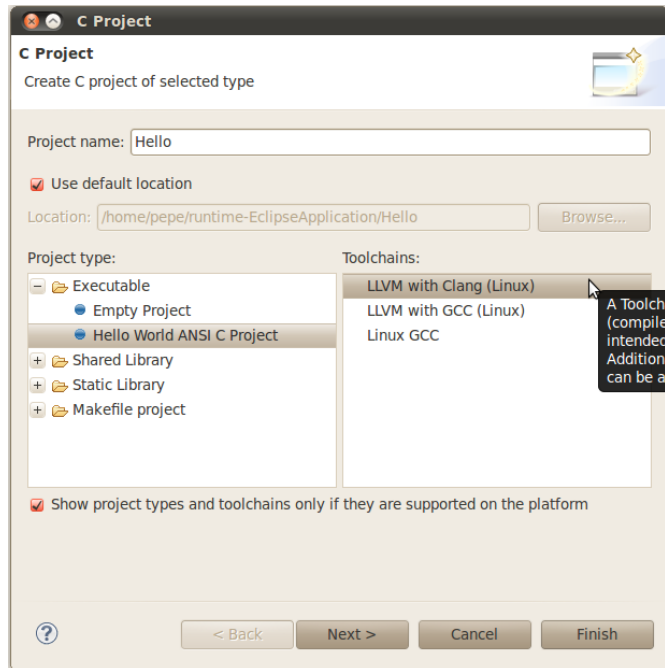 C Project
C Project
Create C project of selected type
Project name: Hello
Use default location
Location: /home/pepe/runtime-EclipseApplication/Hello Browse...
Project type: Toolchains:
Executable
Empty Project
Hello World ANSI C Project
Shared Library
Static Library
Makefile project
LLVM with Clang (Linux)
LLVM with GCC (Linux)
Linux GCC
A Toolch
(compile
intended
Addition
can be a
Show project types and toolchains only if they are supported on the platform
? < Back Next > Cancel Finish